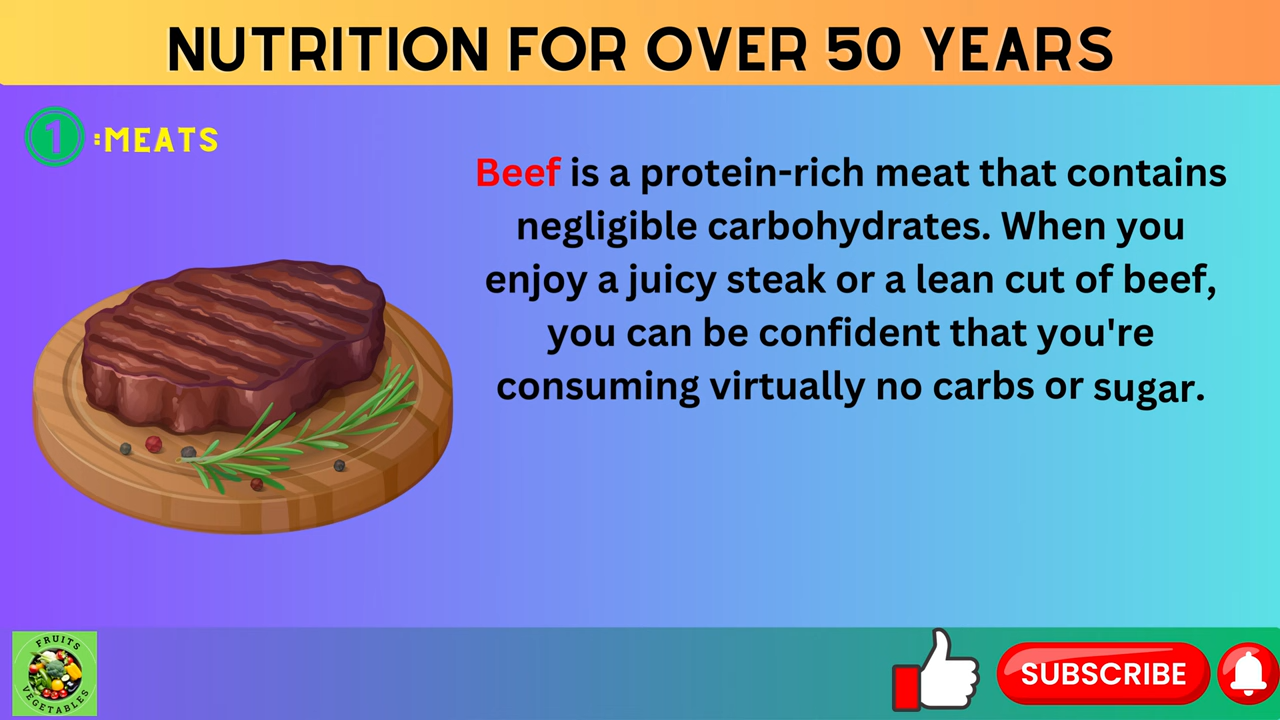 NUTRITION FOR OVER 50 YEARS
1 :MEATS
Beef is a protein-rich meat that contains
negligible carbohydrates. When you
enjoy a juicy steak or a lean cut of beef,
you can be confident that you're
consuming virtually no carbs or sugar.
FRUITS
VEGETABLES
SUBSCRIBE